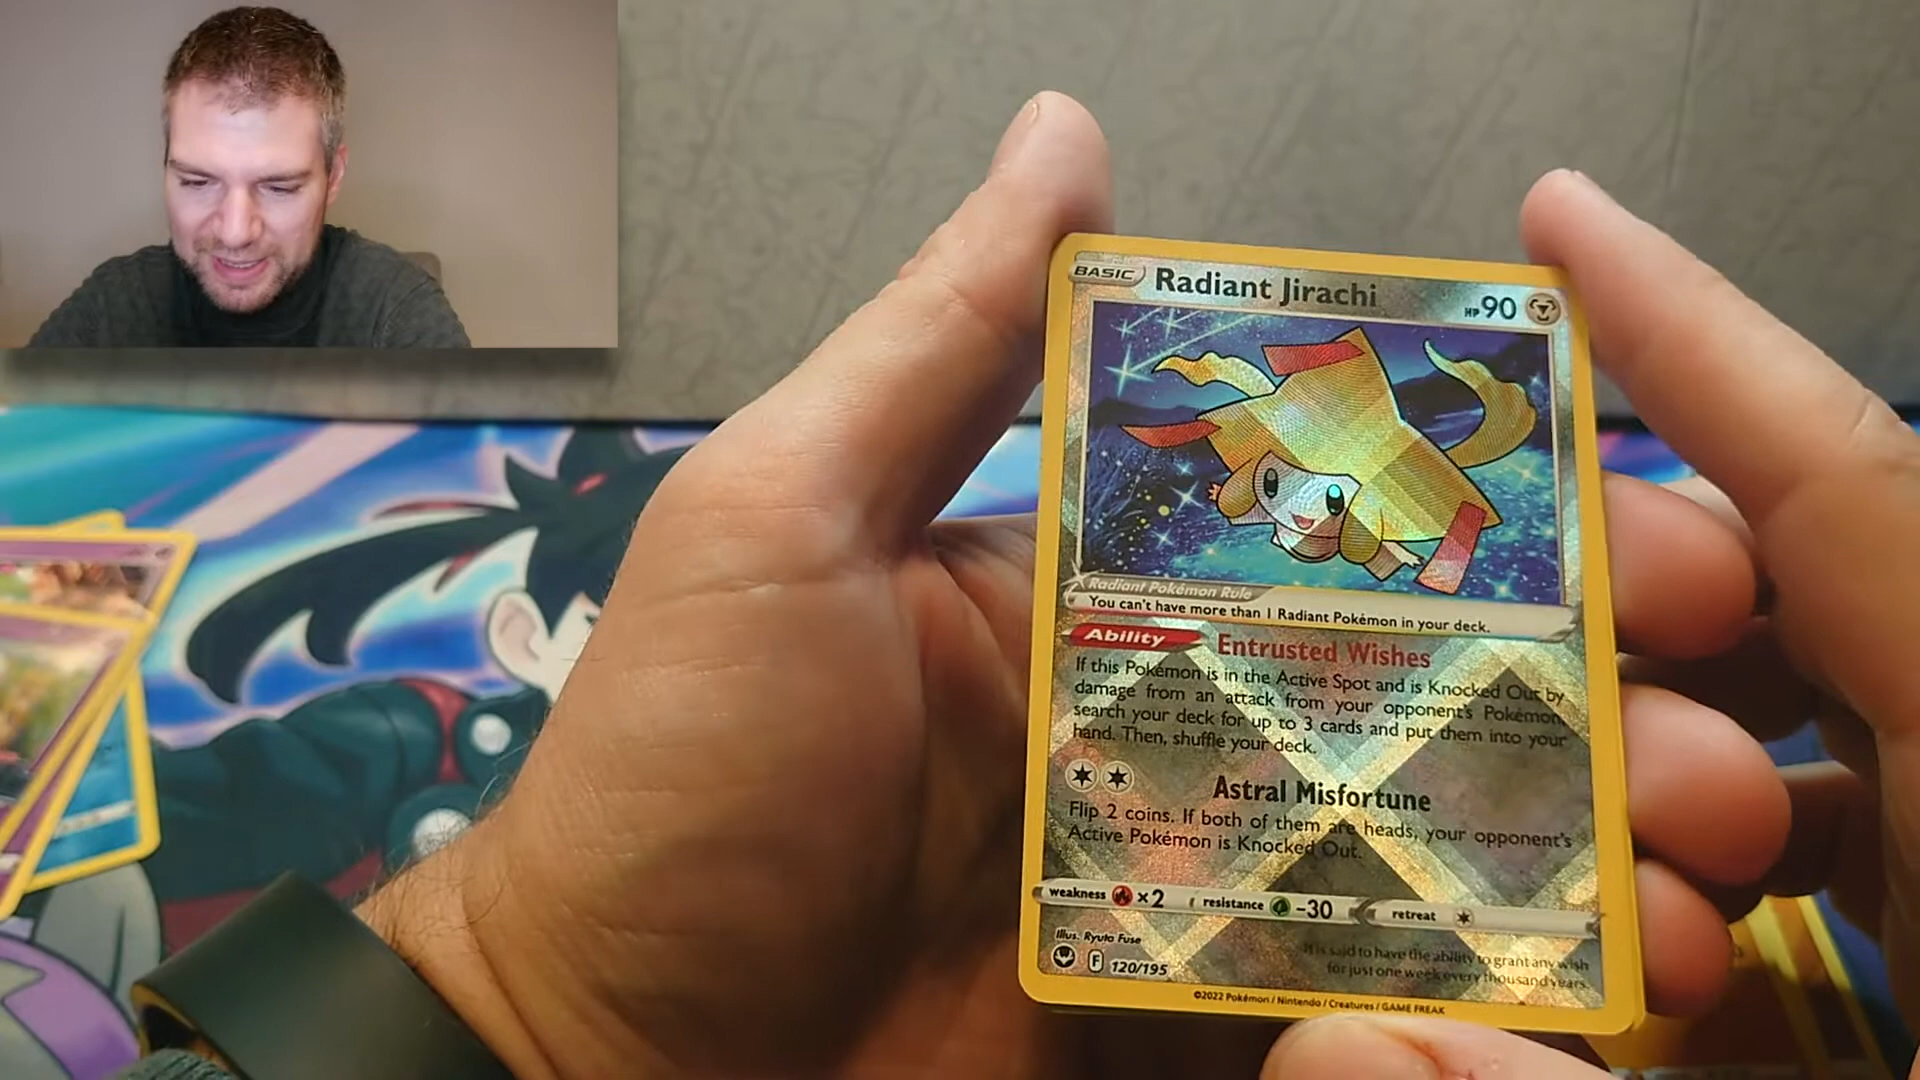 BASIC Radiant Jirachi HP 90
Radiant Pokémon Rule
You can't have more than 1 Radiant Pokémon in your deck.
Ability Entrusted Wishes
If this Pokémon is in the Active Spot and is Knocked Out by
damage from an attack from your opponent's Pokémon,
search your deck for up to 3 cards and put them into your
hand. Then, shuffle your deck.
Astral Misfortune
Flip 2 coins. If both of them are heads, your opponent's
Active Pokémon is Knocked Out.
weakness ×2 resistance -30 retreat
Illus. Ryuta Fuse
F 120/195
It is said to have the ability to grant any wish
for just one week every thousand years.
©2022 Pokémon / Nintendo / Creatures / GAME FREAK